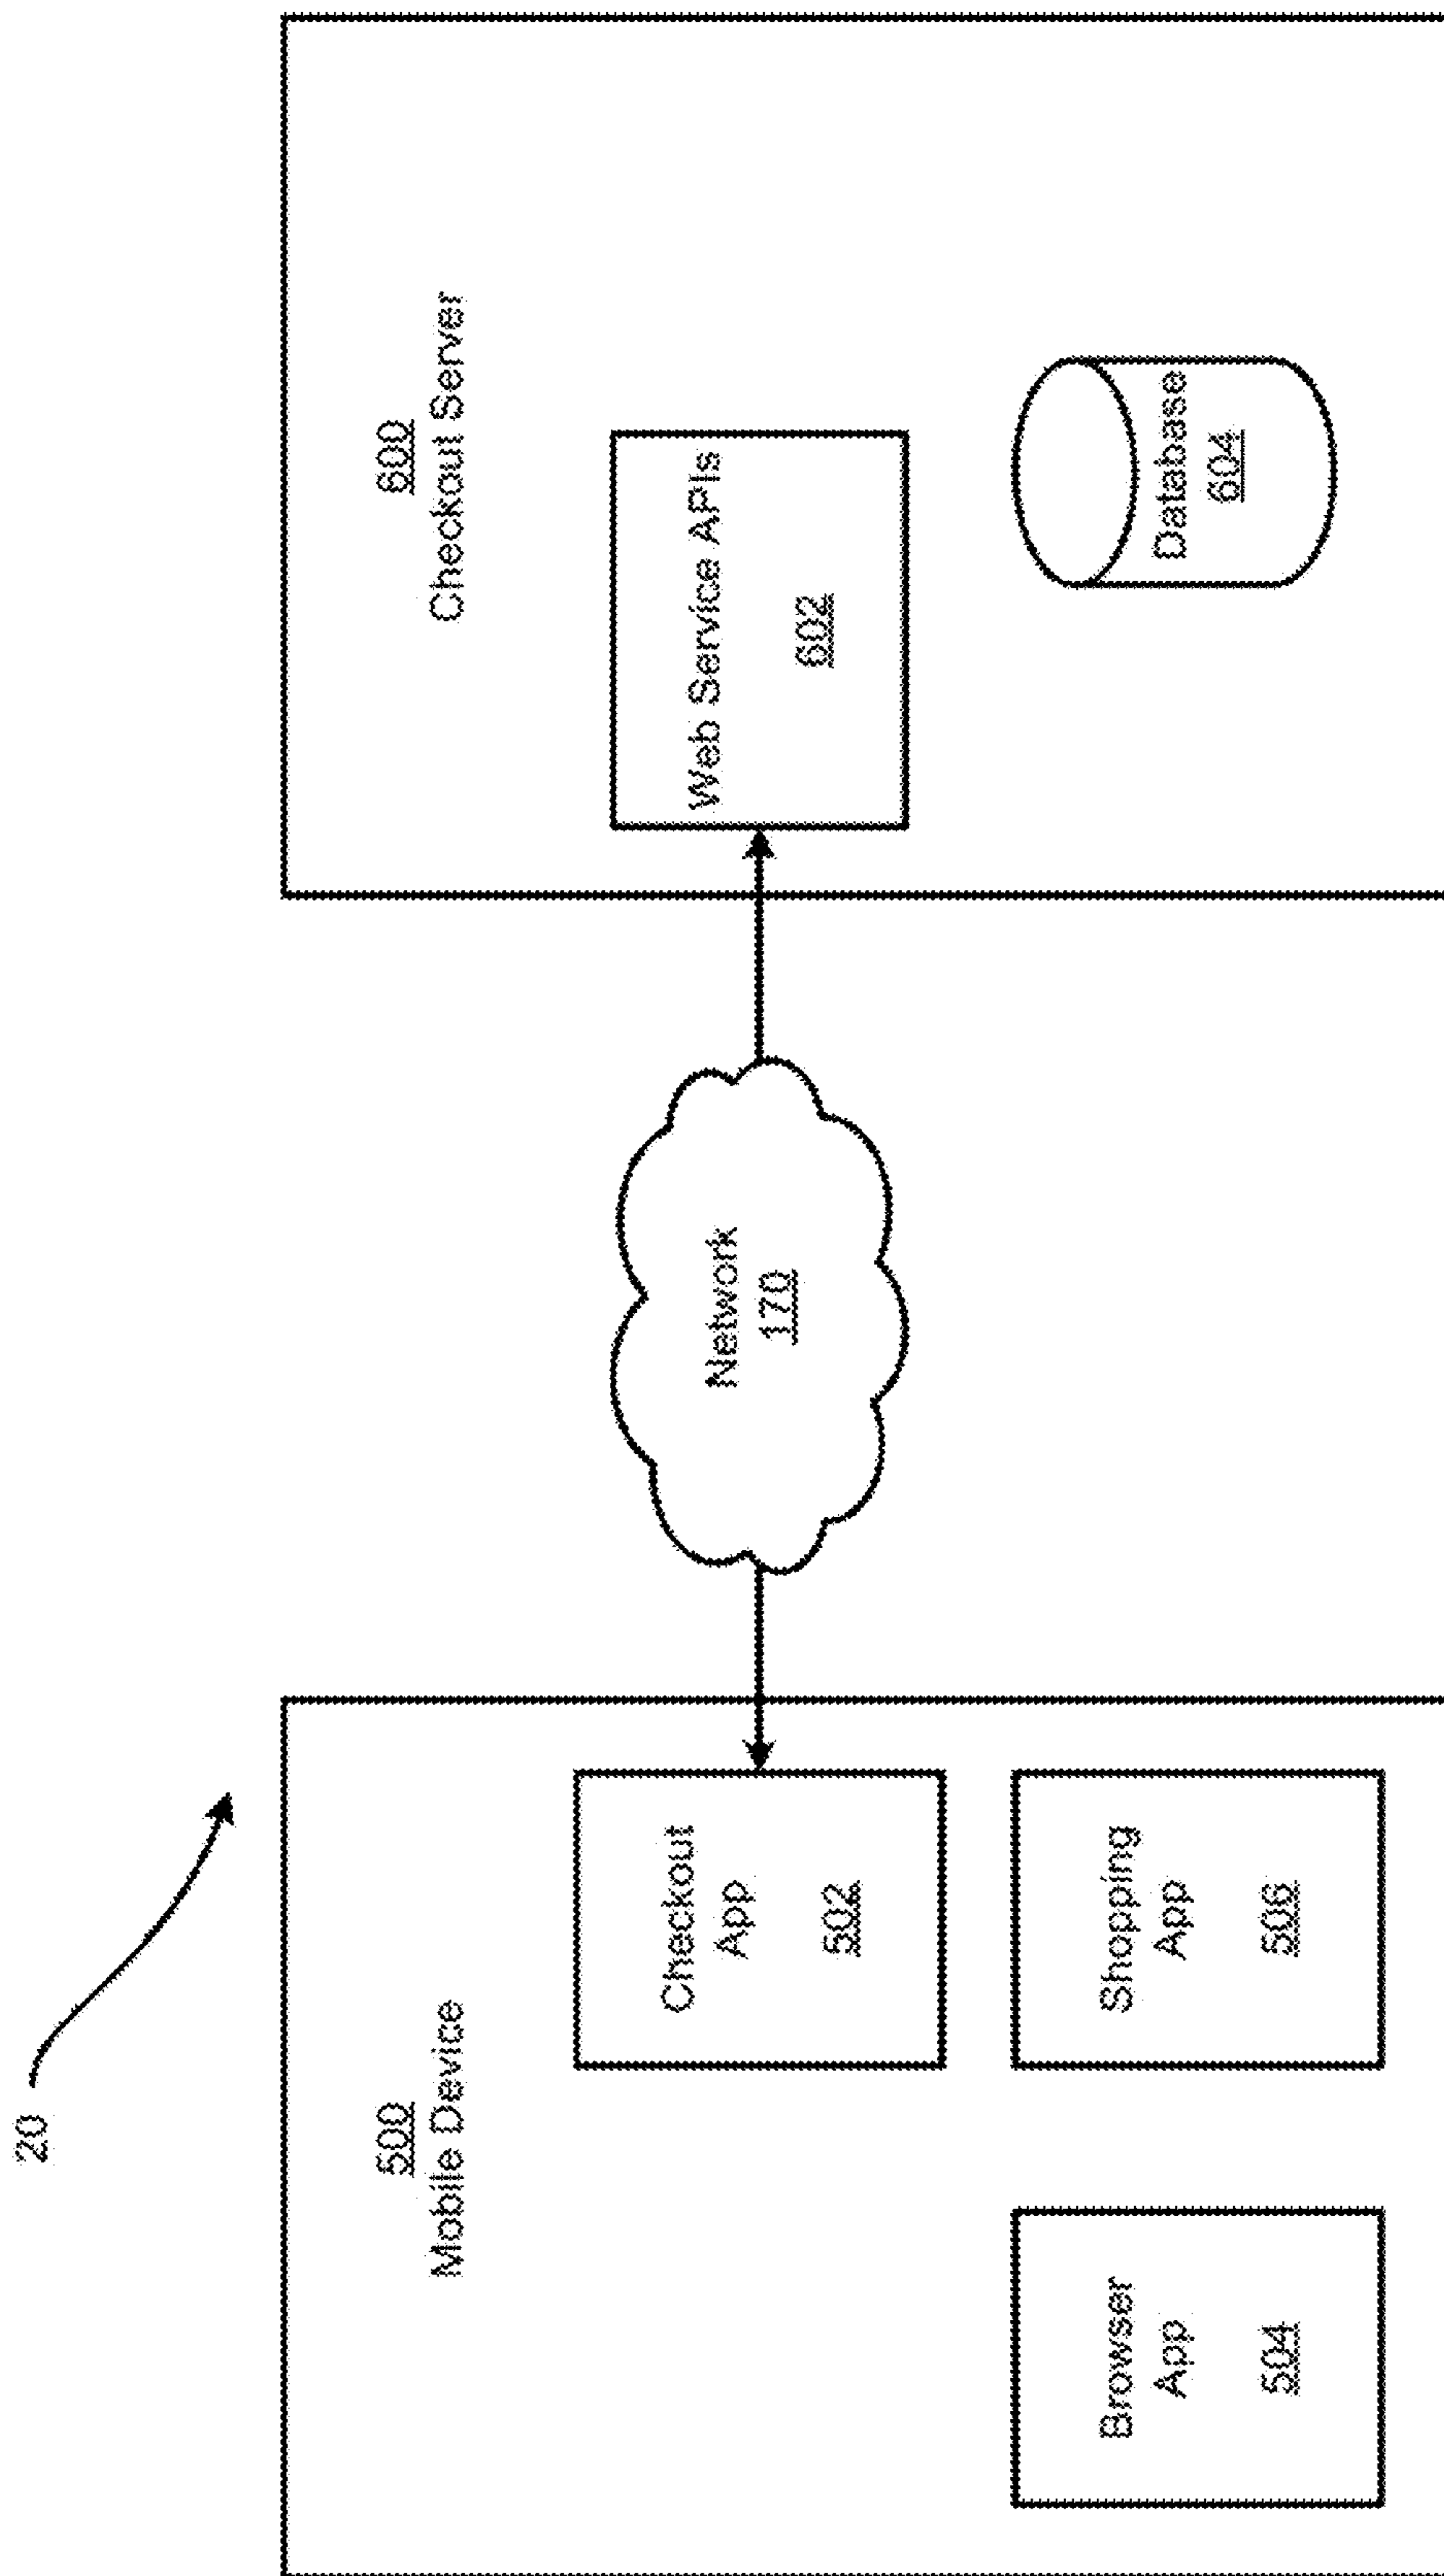 20
500
Mobile Device
Checkout
App
502
Browser
App
504
Shopping
App
506
Network
170
600
Checkout Server
Web Service APIs
602
Database
604